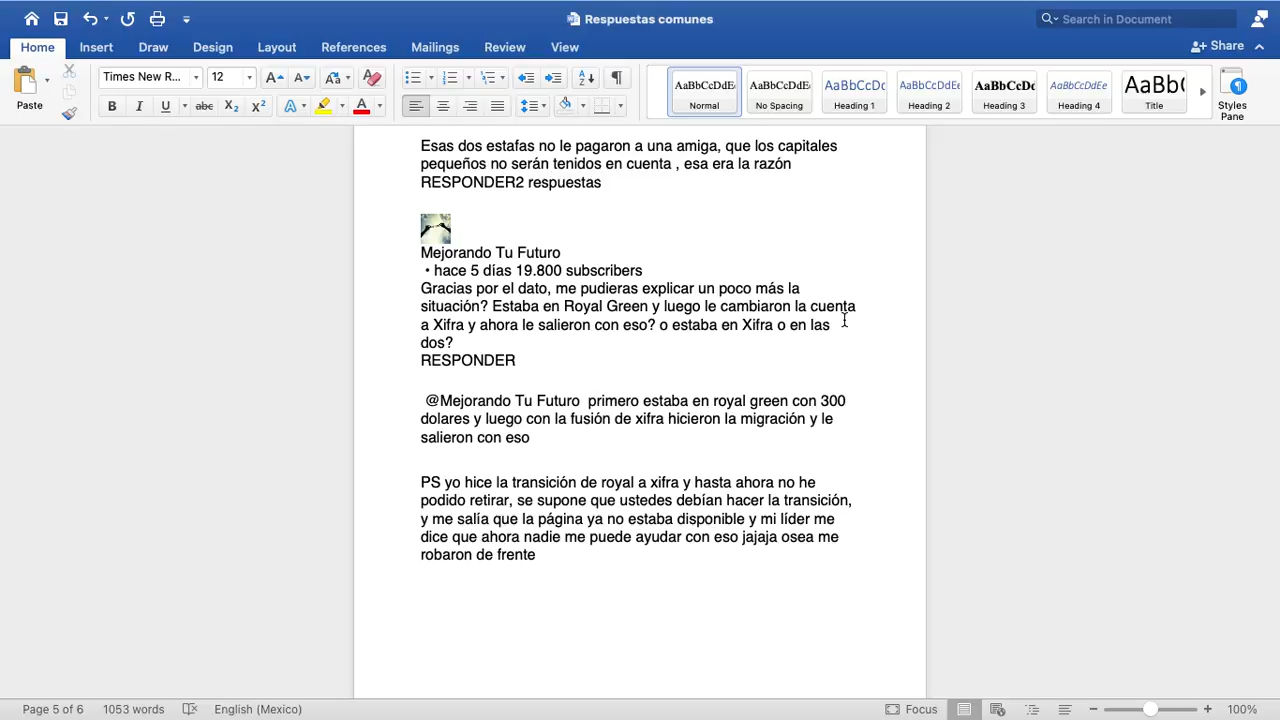 Respuestas comunes
Search in Document
Home
Insert
Draw
Design
Layout
References
Mailings
Review
View
Share
Paste
Times New R...
12
AaBbCcDdEe
Normal
AaBbCcDdEe
No Spacing
AaBbCcDc
Heading 1
AaBbCcDdEe
Heading 2
AaBbCcDd
Heading 3
AaBbCcDdEe
Heading 4
AaBb(
Title
Styles
Pane
Esas dos estafas no le pagaron a una amiga, que los capitales
pequeños no serán tenidos en cuenta , esa era la razón
RESPONDER2 respuestas
Mejorando Tu Futuro
• hace 5 días 19.800 subscribers
Gracias por el dato, me pudieras explicar un poco más la
situación? Estaba en Royal Green y luego le cambiaron la cuenta
a Xifra y ahora le salieron con eso? o estaba en Xifra o en las
dos?
RESPONDER
@Mejorando Tu Futuro  primero estaba en royal green con 300
dolares y luego con la fusión de xifra hicieron la migración y le
salieron con eso
PS yo hice la transición de royal a xifra y hasta ahora no he
podido retirar, se supone que ustedes debían hacer la transición,
y me salía que la página ya no estaba disponible y mi líder me
dice que ahora nadie me puede ayudar con eso jajaja osea me
robaron de frente
Page 5 of 6
1053 words
English (Mexico)
Focus
100%